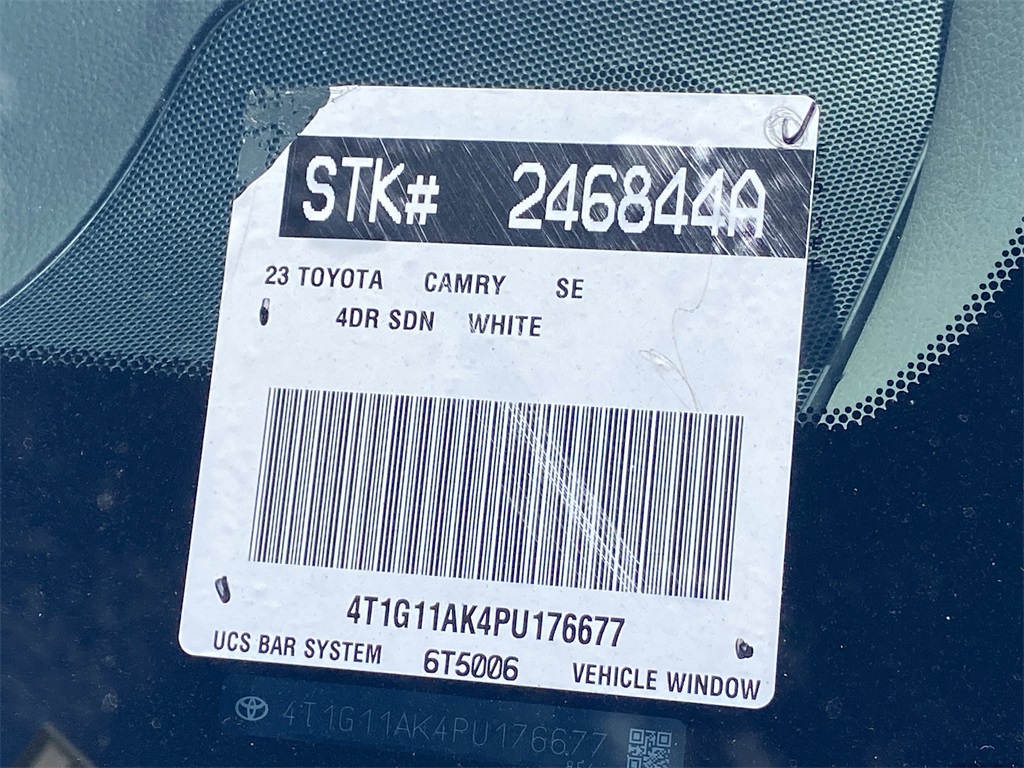 STK# 246844A
23 TOYOTA CAMRY SE
4DR SDN WHITE
4T1G11AK4PU176677
UCS BAR SYSTEM 6T5006 VEHICLE WINDOW
4T1G11AK4PU176677